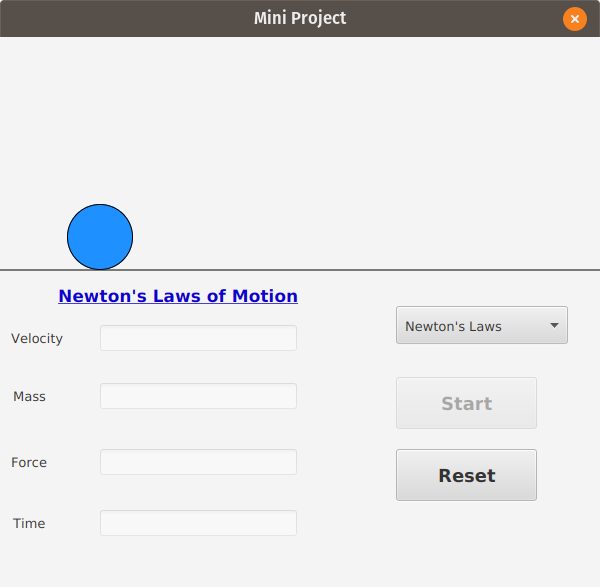 Mini Project
Newton's Laws of Motion
Newton's Laws
Velocity
Mass
Start
Force
Reset
Time